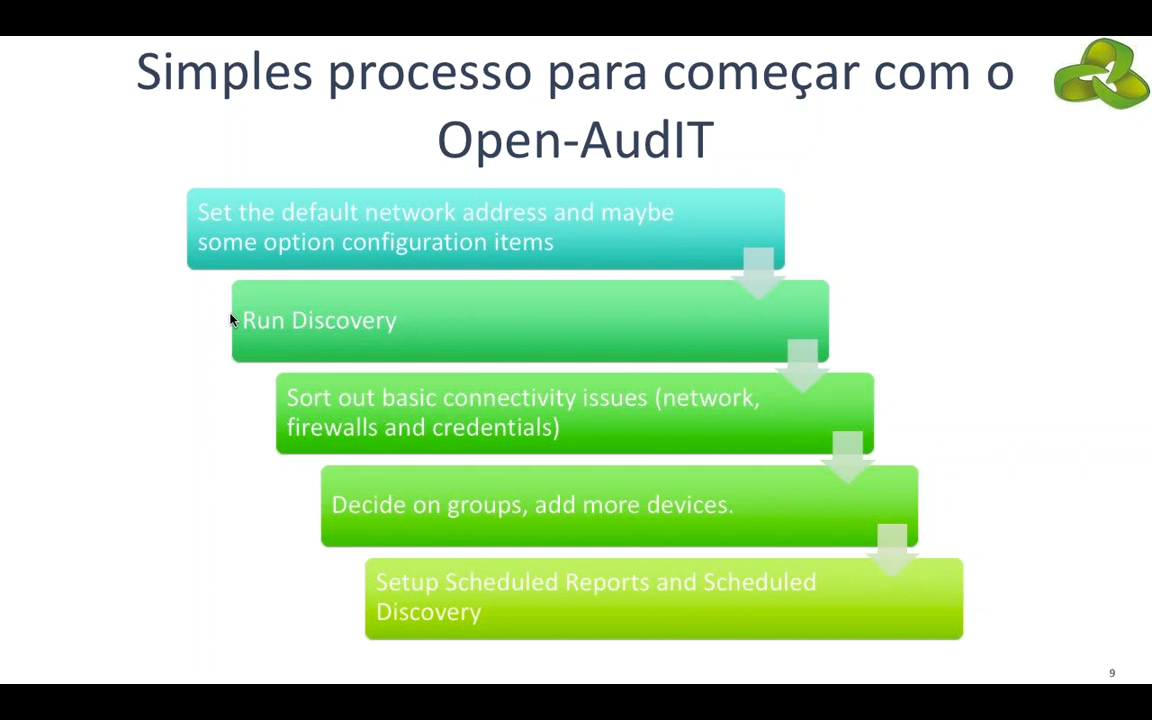 Simples processo para começar com o
Open-AudIT
Set the default network address and maybe
some option configuration items
Run Discovery
Sort out basic connectivity issues (network,
firewalls and credentials)
Decide on groups, add more devices.
Setup Scheduled Reports and Scheduled
Discovery
9